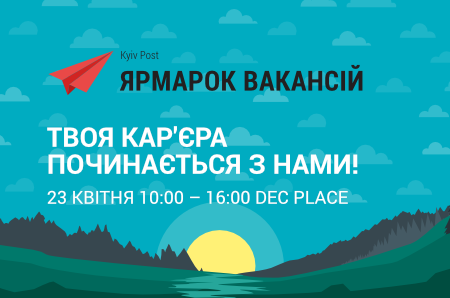 Kyiv Post
ЯРМАРОК ВАКАНСІЙ
ТВОЯ КАР'ЄРА
ПОЧИНАЄТЬСЯ З НАМИ!
23 КВІТНЯ 10:00 – 16:00 DEC PLACE